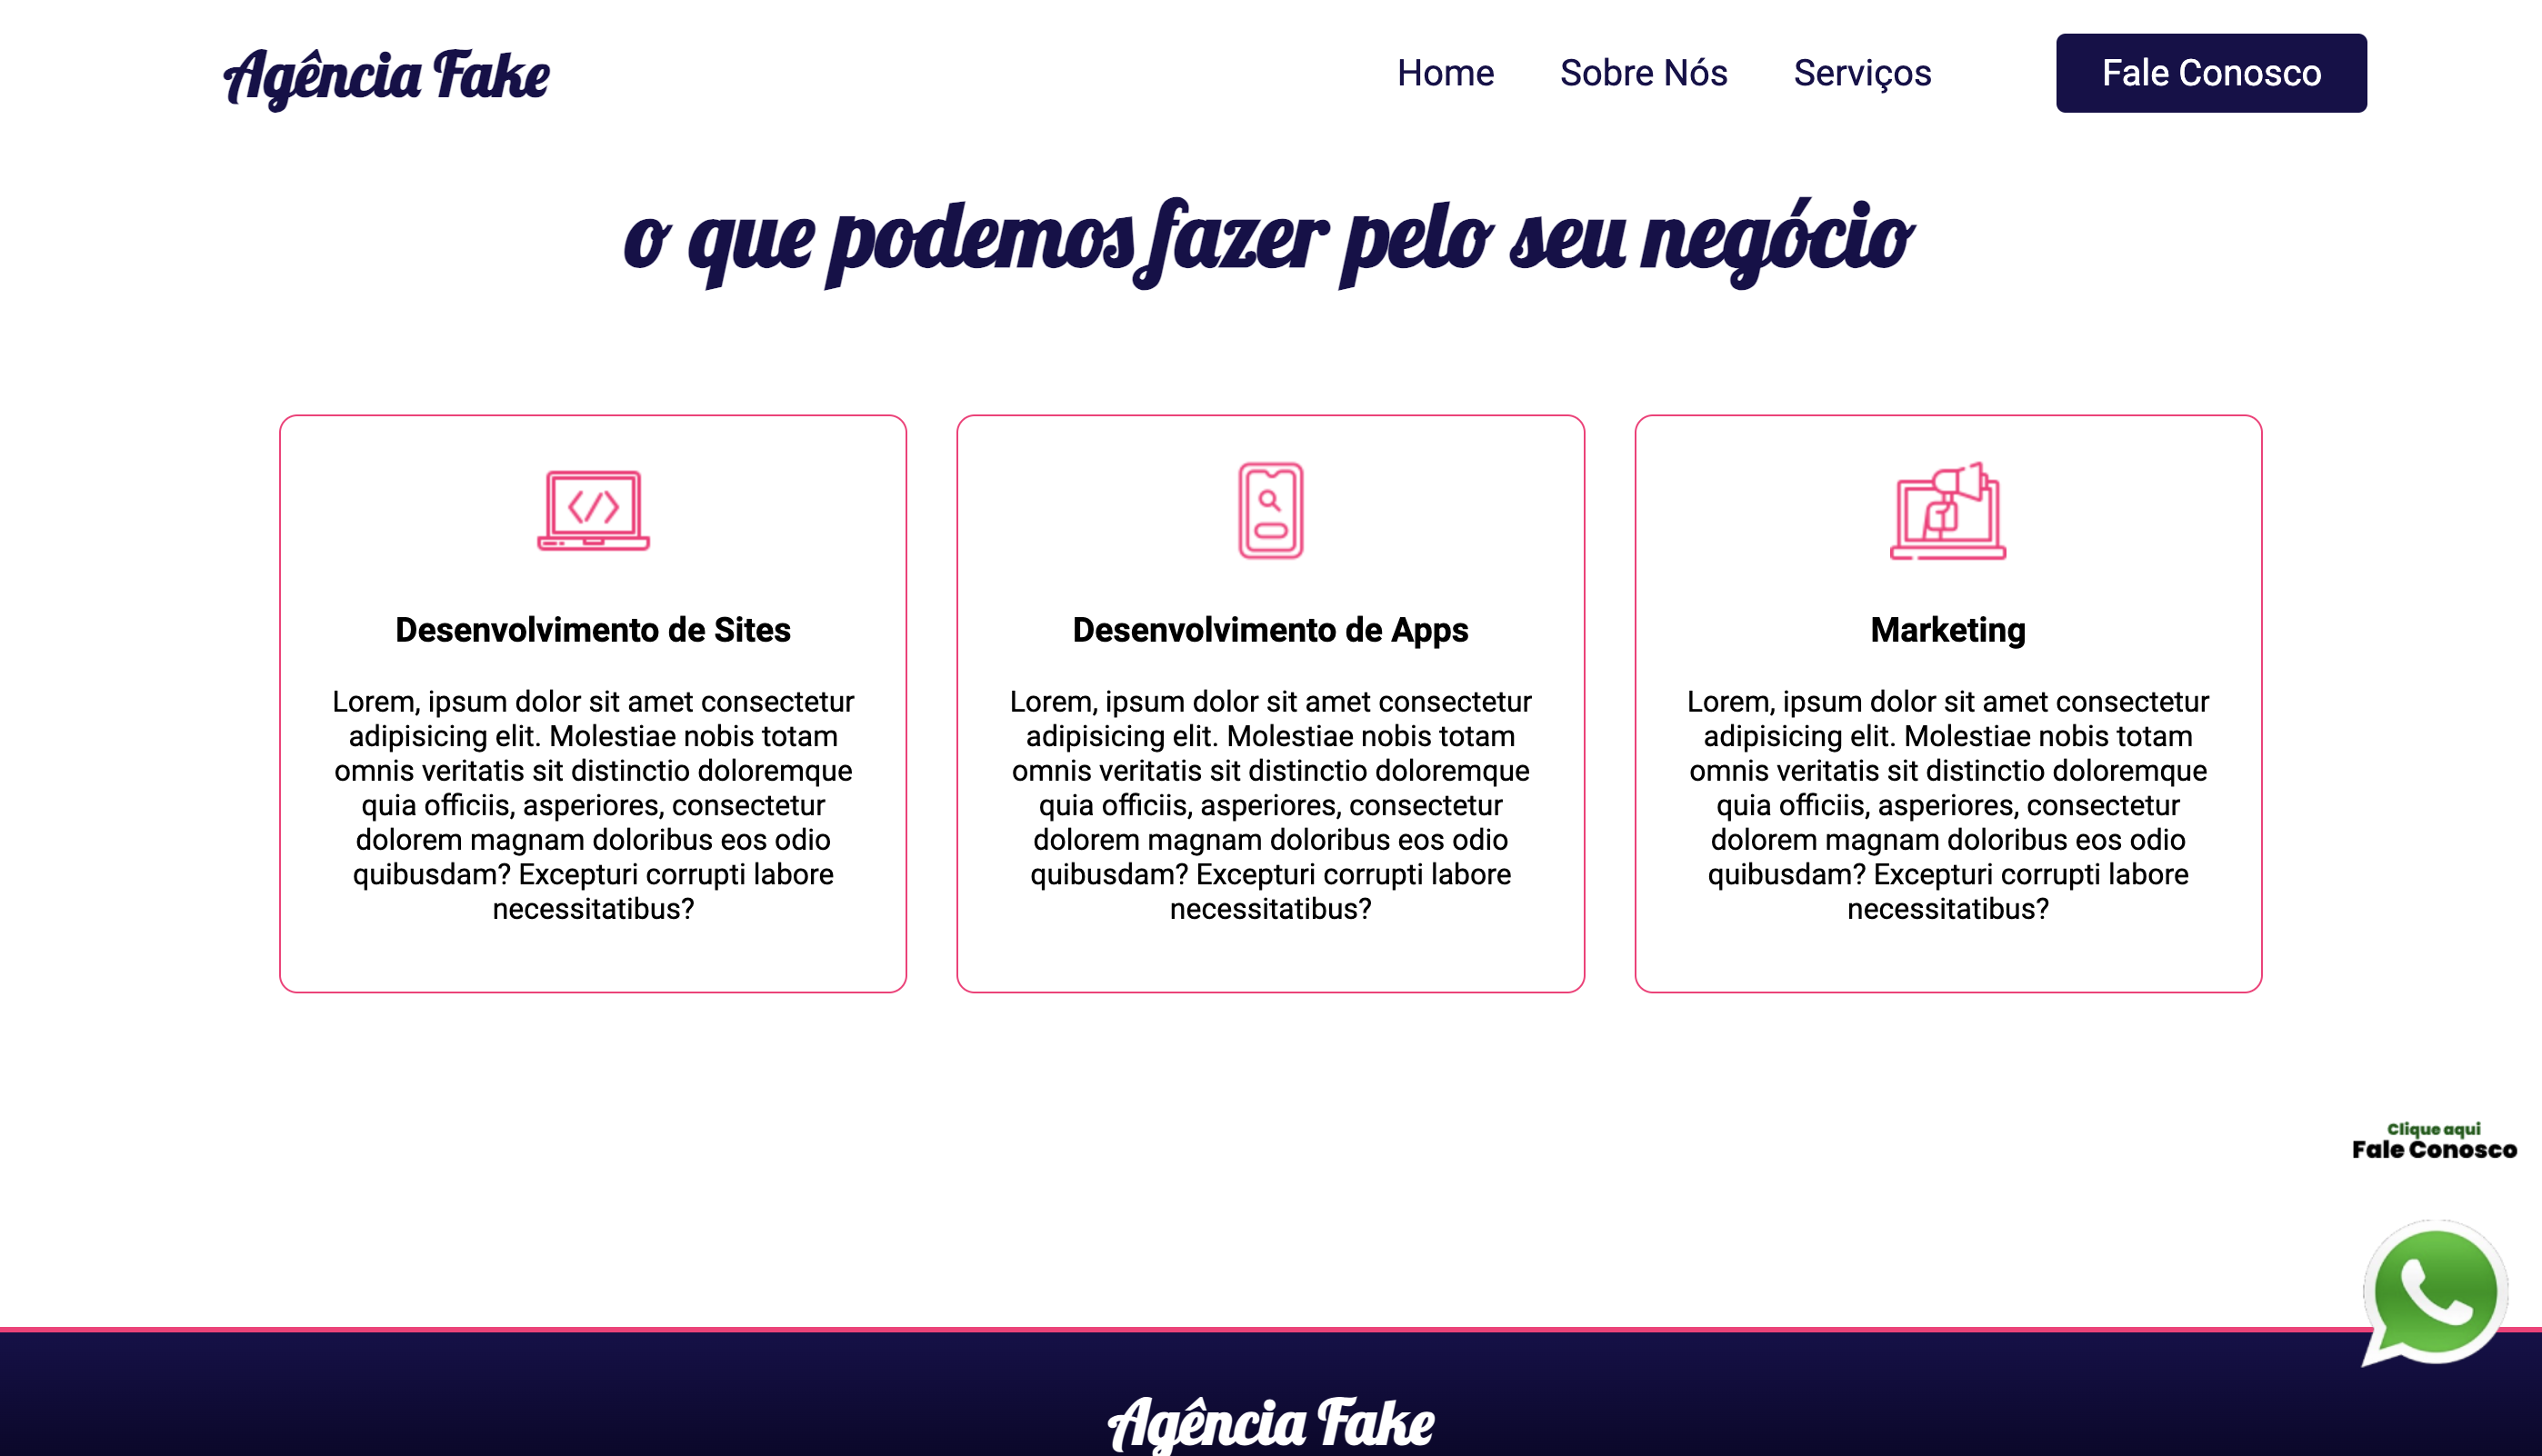 Agência Fake
Home
Sobre Nós
Serviços
Fale Conosco
o que podemos fazer pelo seu negócio
Desenvolvimento de Sites
Lorem, ipsum dolor sit amet consectetur
adipisicing elit. Molestiae nobis totam
omnis veritatis sit distinctio doloremque
quia officiis, asperiores, consectetur
dolorem magnam doloribus eos odio
quibusdam? Excepturi corrupti labore
necessitatibus?
Desenvolvimento de Apps
Lorem, ipsum dolor sit amet consectetur
adipisicing elit. Molestiae nobis totam
omnis veritatis sit distinctio doloremque
quia officiis, asperiores, consectetur
dolorem magnam doloribus eos odio
quibusdam? Excepturi corrupti labore
necessitatibus?
Marketing
Lorem, ipsum dolor sit amet consectetur
adipisicing elit. Molestiae nobis totam
omnis veritatis sit distinctio doloremque
quia officiis, asperiores, consectetur
dolorem magnam doloribus eos odio
quibusdam? Excepturi corrupti labore
necessitatibus?
Clique aqui
Fale Conosco
Agência Fake